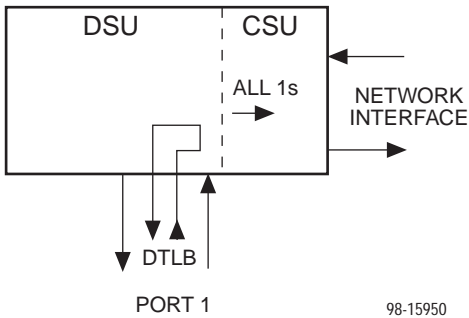 DSU
CSU
ALL 1s
NETWORK
INTERFACE
DTLB
PORT 1
98-15950